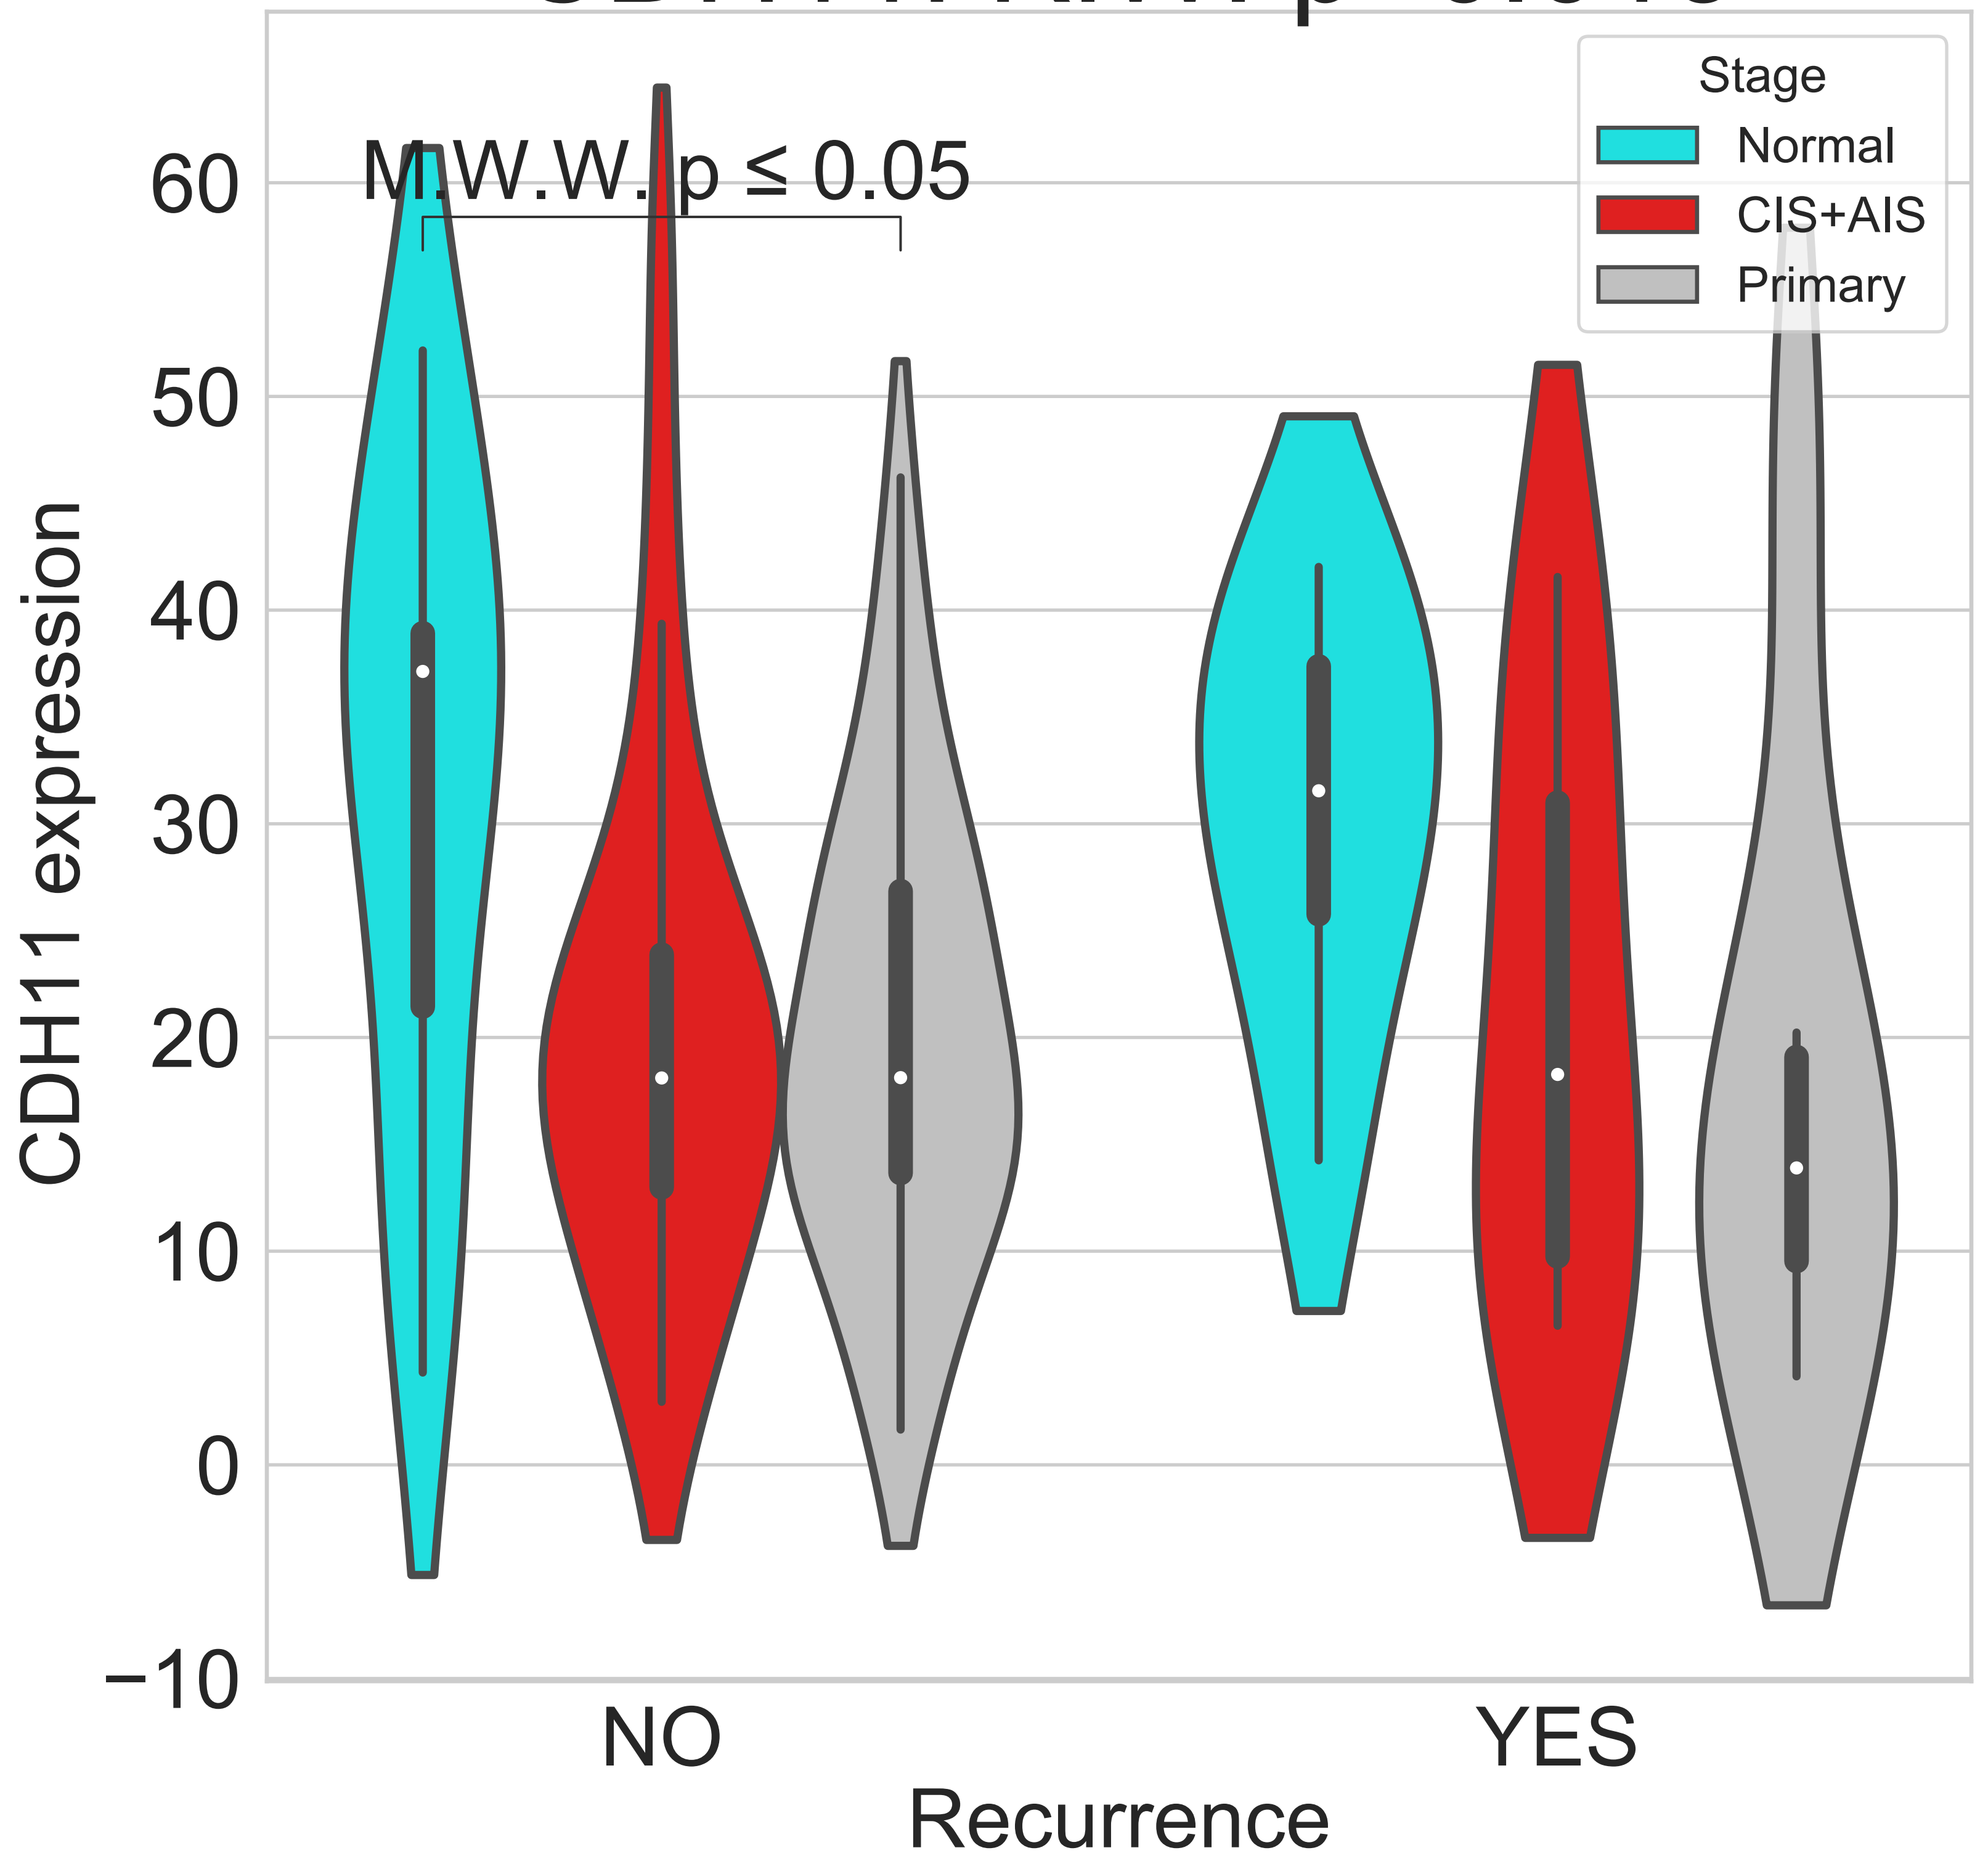 Stage
Normal
CIS+AIS
Primary
M.W.W. p ≤ 0.05
60
50
40
30
20
10
0
−10
CDH11 expression
NO
YES
Recurrence